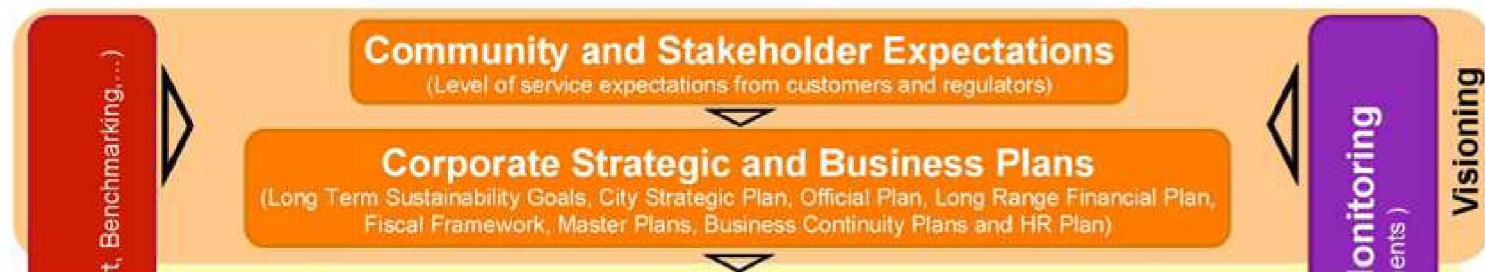 Community and Stakeholder Expectations
(Level of service expectations from customers and regulators)
Corporate Strategic and Business Plans
(Long Term Sustainability Goals, City Strategic Plan, Official Plan, Long Range Financial Plan,
Fiscal Framework, Master Plans, Business Continuity Plans and HR Plan)
Benchmarking,...)
Visioning